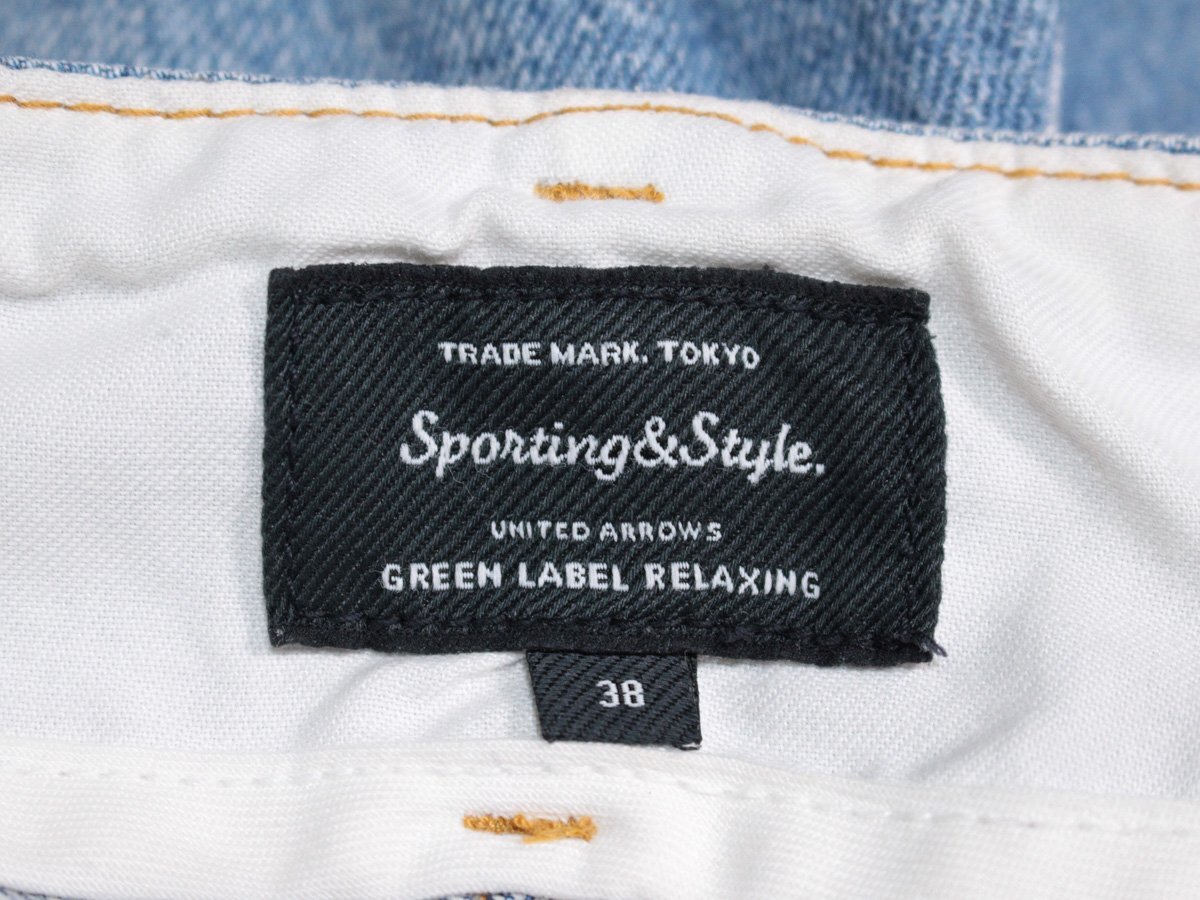 TRADE MARK. TOKYO
Sporting&Style.
UNITED ARROWS
GREEN LABEL RELAXING
38